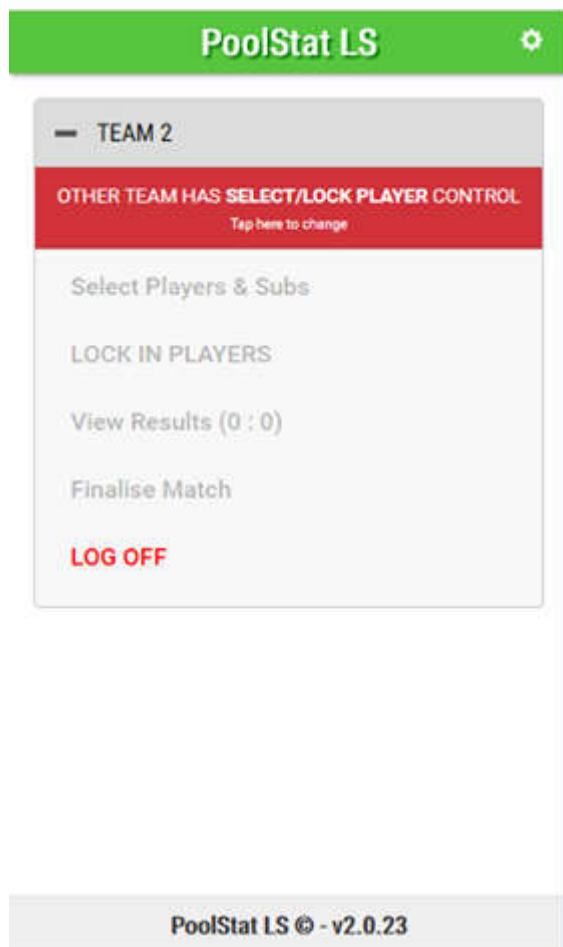 PoolStat LS
TEAM 2
OTHER TEAM HAS SELECT/LOCK PLAYER CONTROL
Tap here to change
Select Players & Subs
LOCK IN PLAYERS
View Results (0 : 0)
Finalise Match
LOG OFF
PoolStat LS © - v2.0.23